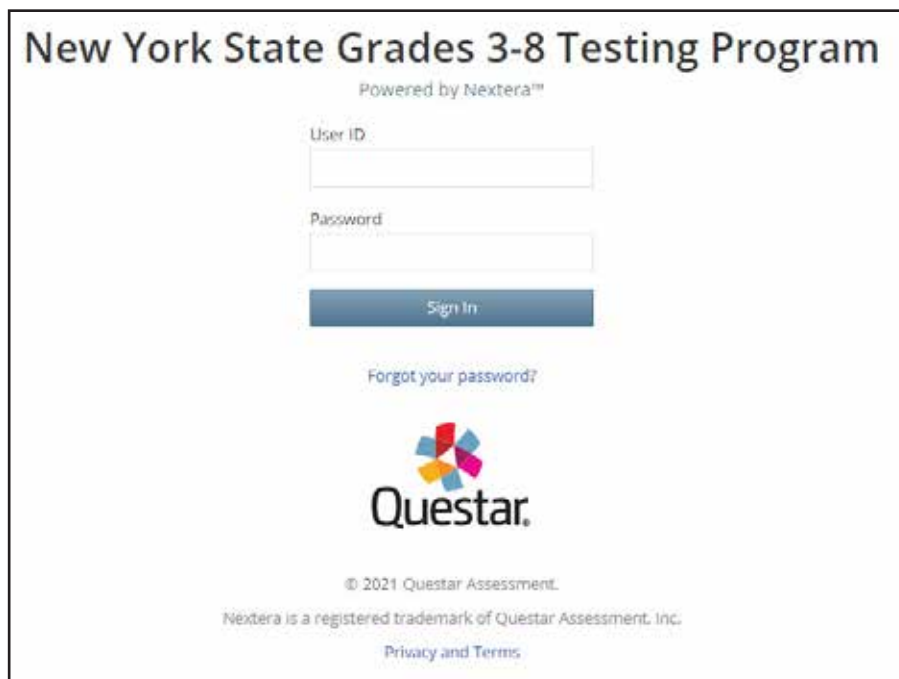 New York State Grades 3-8 Testing Program
Powered by Nextera™
User ID
Password
Sign In
Forgot your password?
Questar®
© 2021 Questar Assessment.
Nextera is a registered trademark of Questar Assessment. Inc.
Privacy and Terms